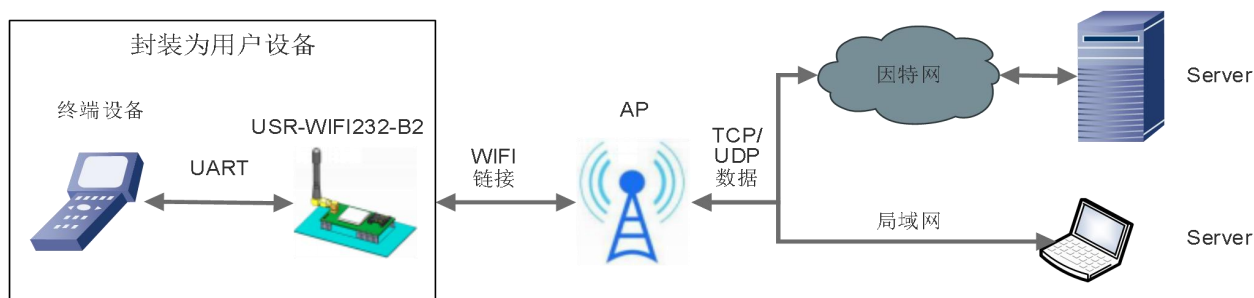 封装为用户设备
终端设备
USR-WIFI232-B2
UART
WIFI
链接
AP
TCP/
UDP
数据
因特网
Server
局域网
Server